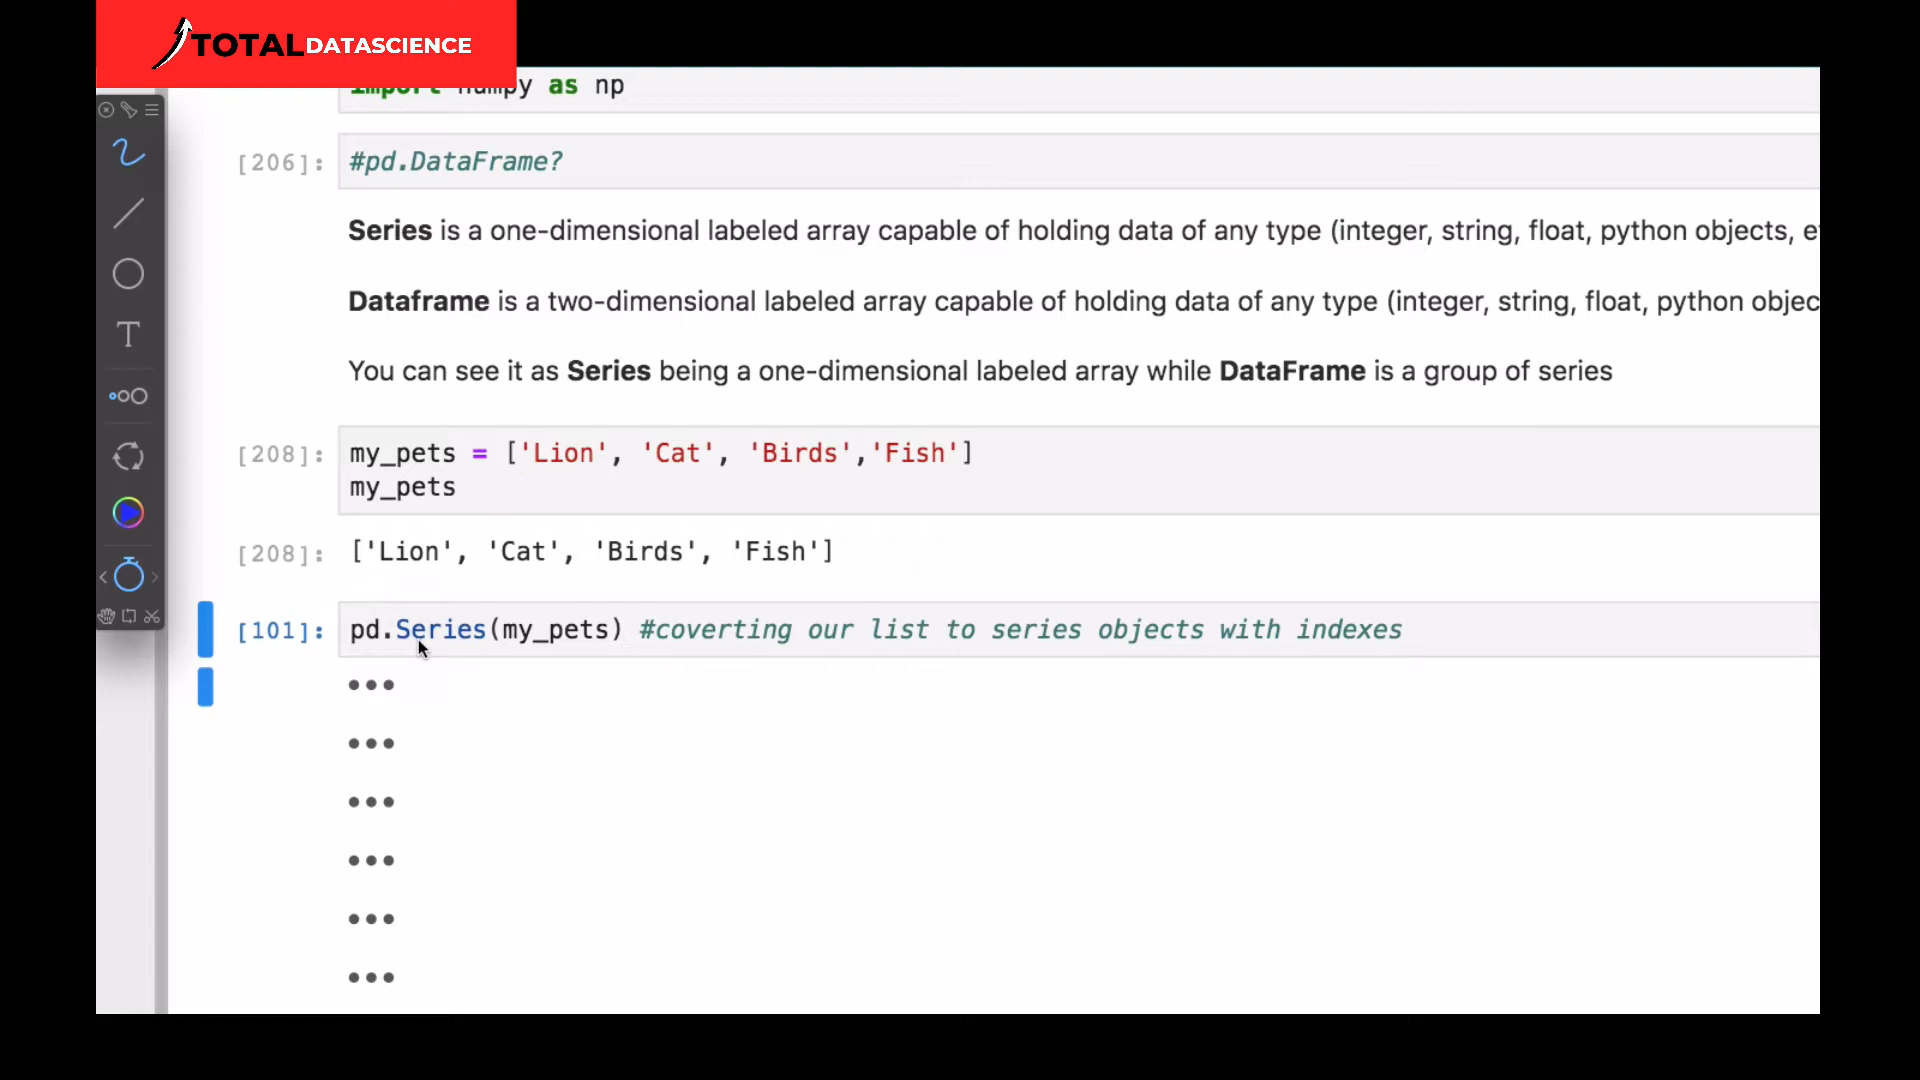 TOTALDATASCIENCE
import numpy as np
[206]: #pd.DataFrame?
Series is a one-dimensional labeled array capable of holding data of any type (integer, string, float, python objects,
Dataframe is a two-dimensional labeled array capable of holding data of any type (integer, string, float, python
You can see it as Series being a one-dimensional labeled array while DataFrame is a group of series
[208]: my_pets = ['Lion', 'Cat', 'Birds','Fish']
my_pets
[208]: ['Lion', 'Cat', 'Birds', 'Fish']
[101]: pd.Series(my_pets) #coverting our list to series objects with indexes